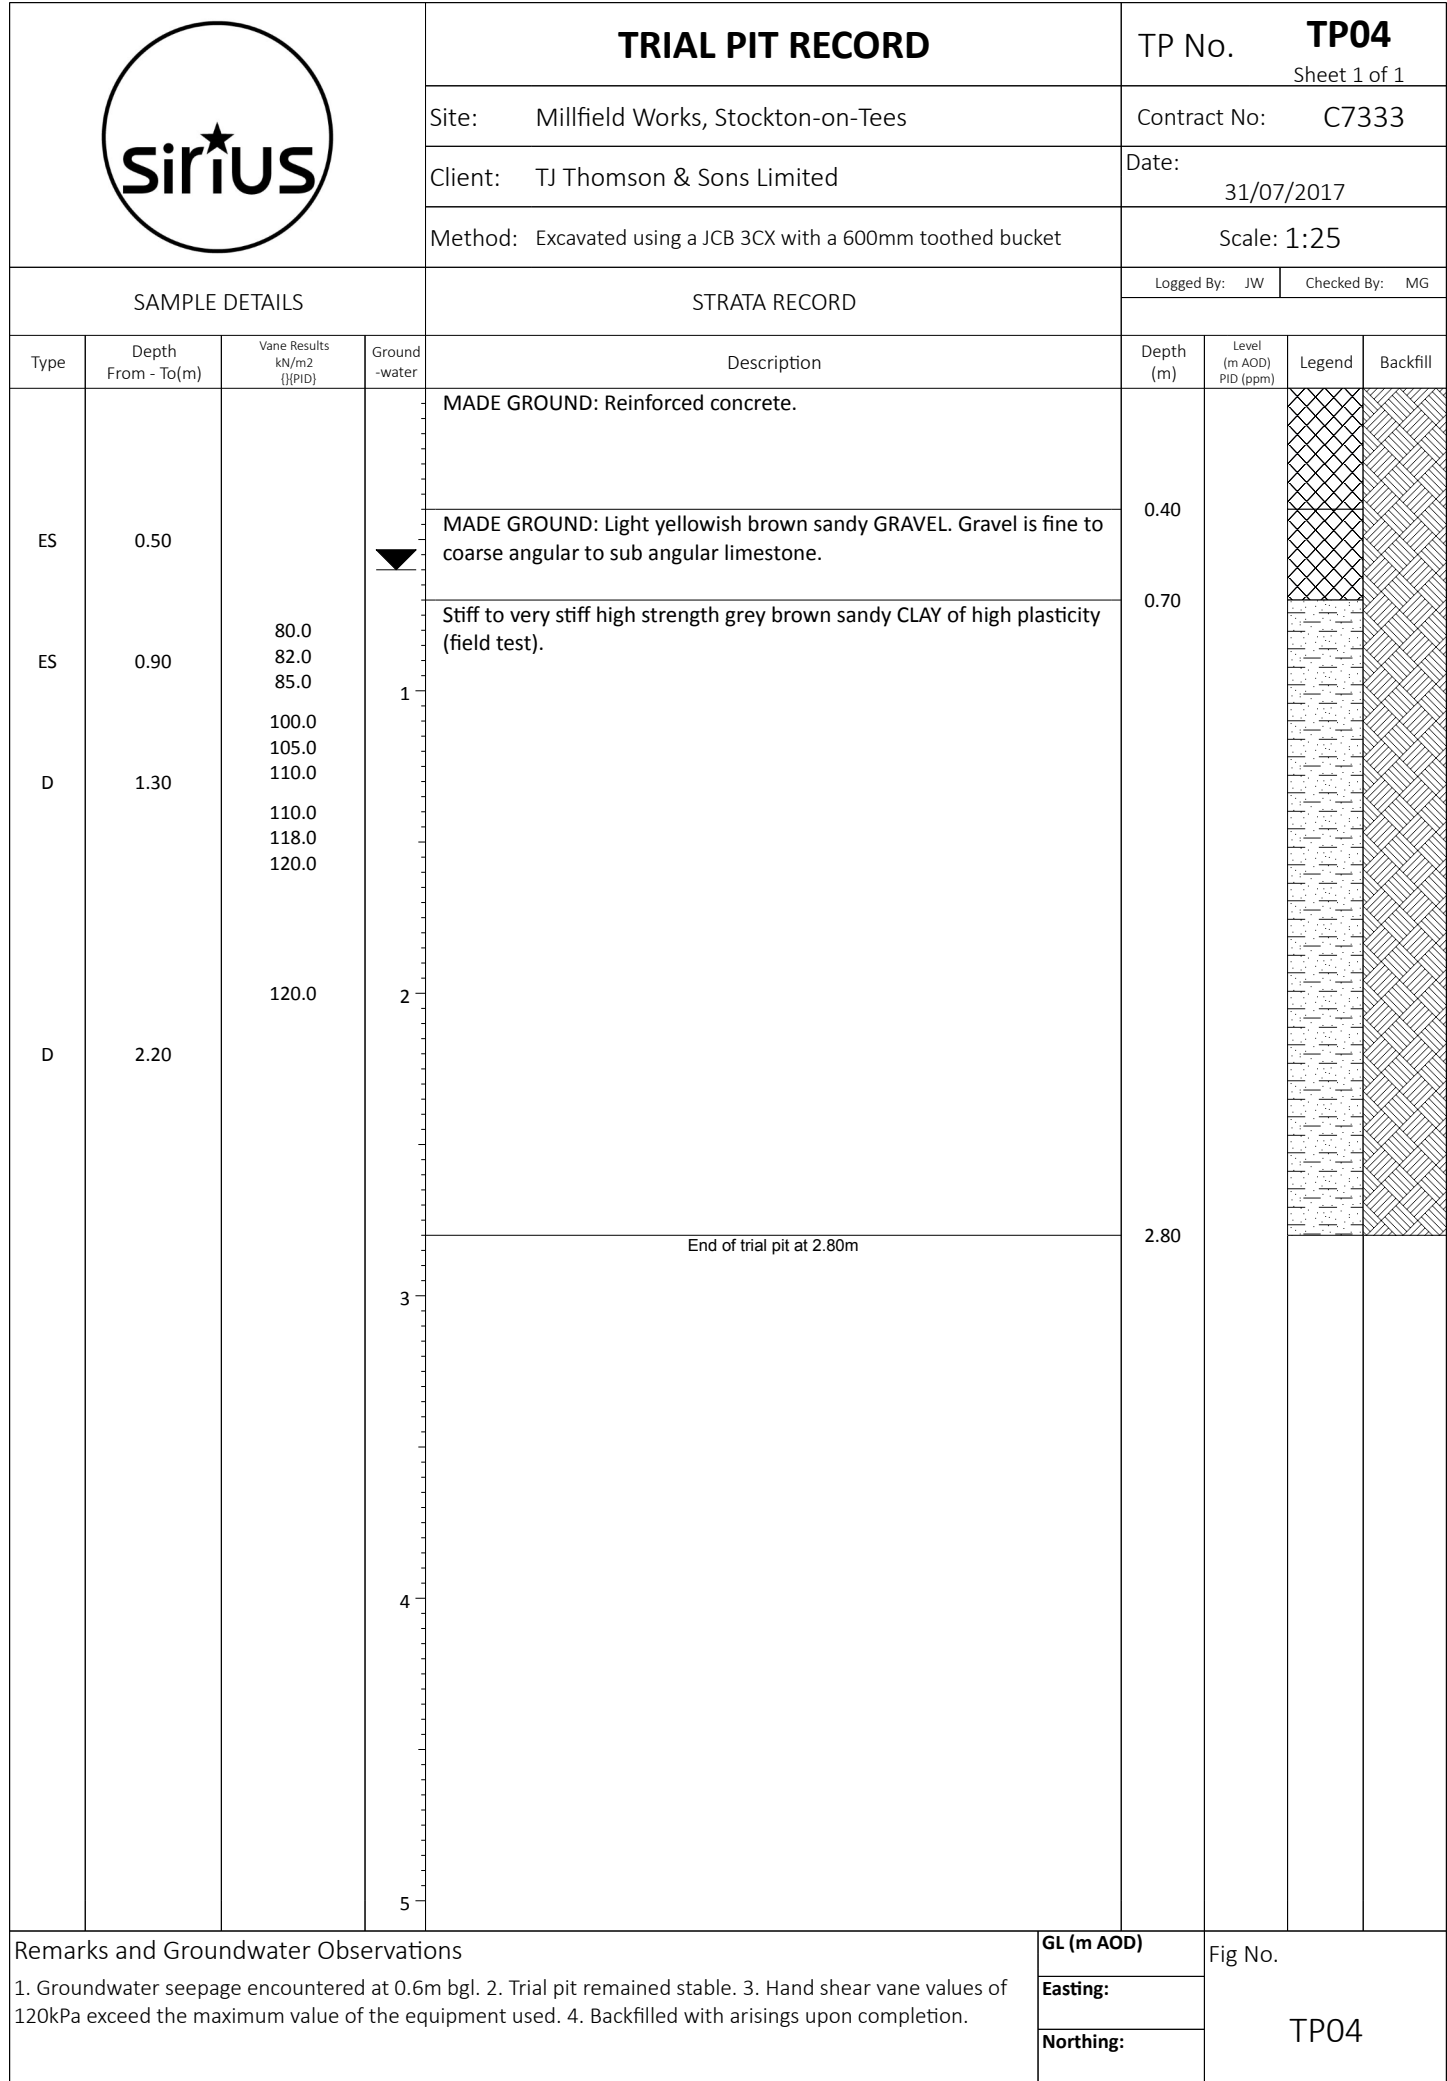 sirius
TRIAL PIT RECORD
TP No. TP04
Sheet 1 of 1
Site: Millfield Works, Stockton-on-Tees
Contract No: C7333
Client: TJ Thomson & Sons Limited
Date:
31/07/2017
Method: Excavated using a JCB 3CX with a 600mm toothed bucket
Scale: 1:25
SAMPLE DETAILS
STRATA RECORD
Logged By: JW
Checked By: MG
Type
Depth
From - To(m)
Vane Results
kN/m2
{}{PID}
Ground
-water
Description
Depth
(m)
Level
(m AOD)
PID (ppm)
Legend
Backfill
MADE GROUND: Reinforced concrete.
0.40
MADE GROUND: Light yellowish brown sandy GRAVEL. Gravel is fine to
coarse angular to sub angular limestone.
ES 0.50
0.70
Stiff to very stiff high strength grey brown sandy CLAY of high plasticity
(field test).
80.0
ES 0.90 82.0
85.0
1
100.0
105.0
110.0
D 1.30
110.0
118.0
120.0
120.0
2
D 2.20
2.80
End of trial pit at 2.80m
3
4
5
Remarks and Groundwater Observations
1. Groundwater seepage encountered at 0.6m bgl. 2. Trial pit remained stable. 3. Hand shear vane values of
120kPa exceed the maximum value of the equipment used. 4. Backfilled with arisings upon completion.
GL (m AOD)
Easting:
Northing:
Fig No.
TP04